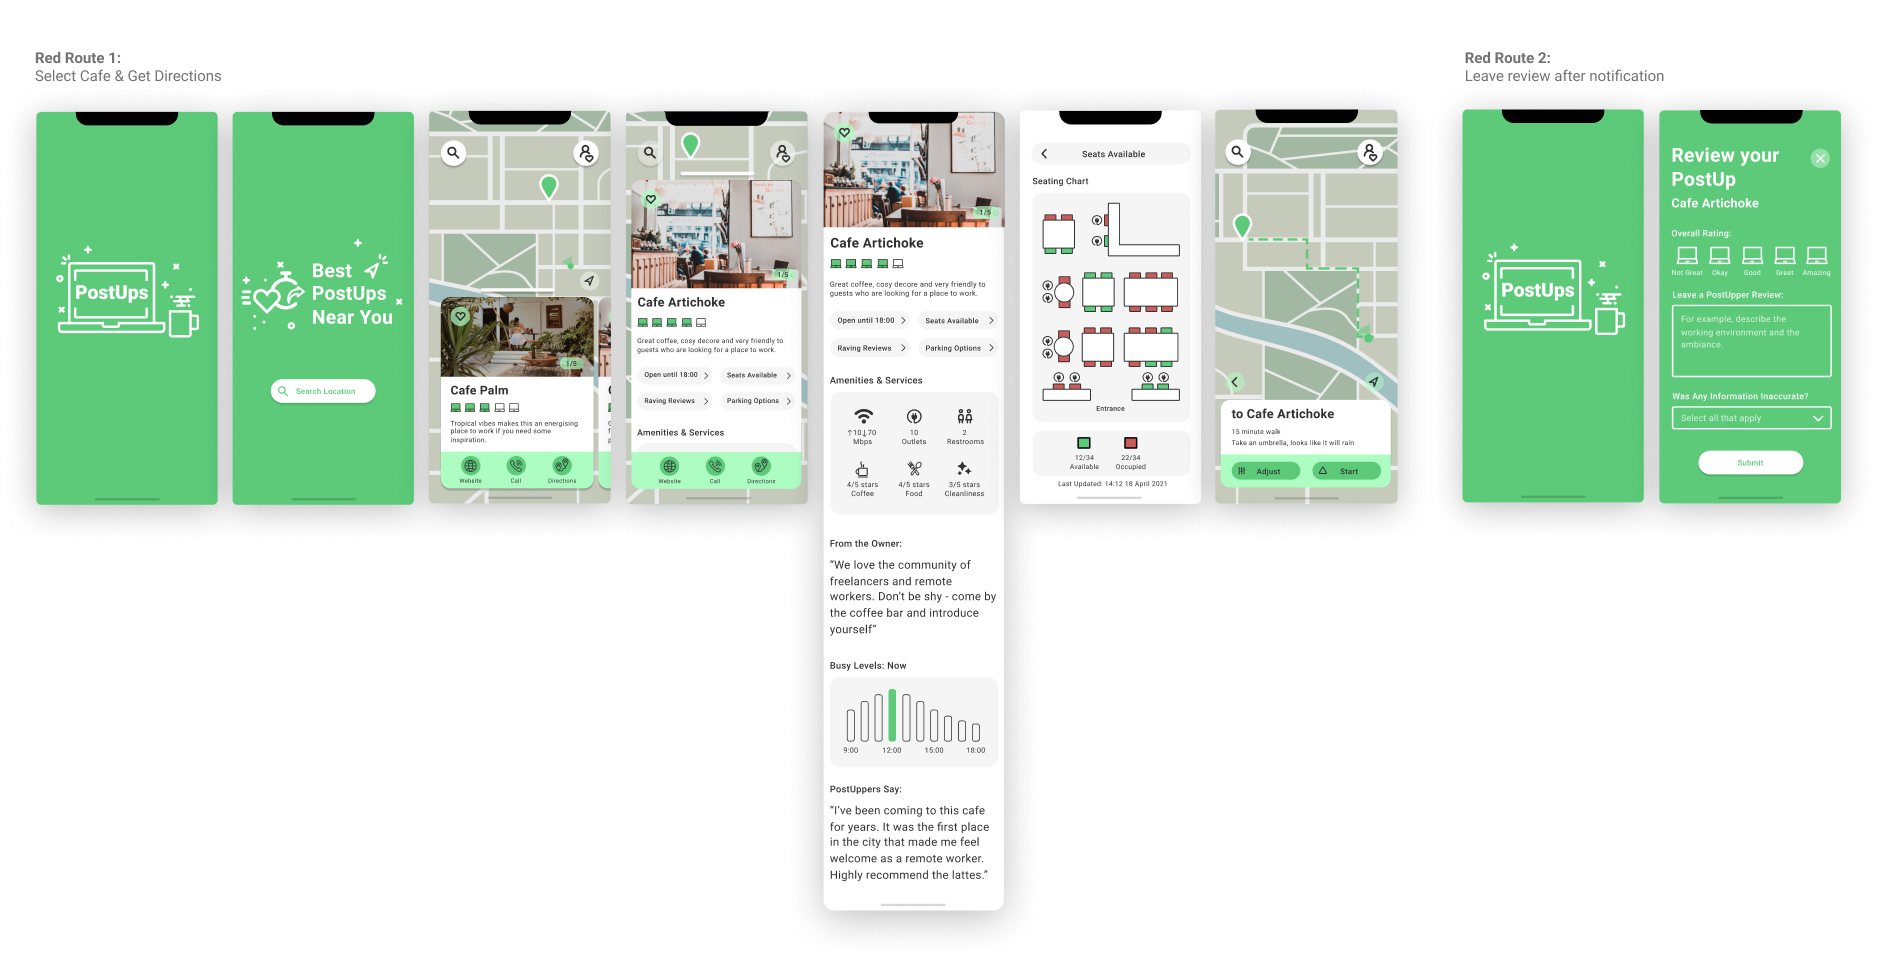 Red Route 1:
Select Cafe & Get Directions
PostUps
Best
PostUps
Near You
Search Location
1/5
Cafe Palm
Tropical vibes makes this an energising
place to work if you need some
inspiration.
Website
Call
Directions
1/5
Cafe Artichoke
Great coffee, cosy decore and very friendly to
guests who are looking for a place to work.
Open until 18:00
Seats Available
Raving Reviews
Parking Options
Amenities & Services
Website
Call
Directions
1/5
Cafe Artichoke
Great coffee, cosy decore and very friendly to
guests who are looking for a place to work.
Open until 18:00
Seats Available
Raving Reviews
Parking Options
Amenities & Services
↑10↓70
Mbps
10
Outlets
2
Restrooms
4/5 stars
Coffee
4/5 stars
Food
3/5 stars
Cleanliness
From the Owner:
“We love the community of
freelancers and remote
workers. Don’t be shy - come by
the coffee bar and introduce
yourself”
Busy Levels: Now
9:00
12:00
15:00
18:00
PostUppers Say:
“I’ve been coming to this cafe
for years. It was the first place
in the city that made me feel
welcome as a remote worker.
Highly recommend the lattes.”
Seats Available
Seating Chart
Entrance
12/34
Available
22/34
Occupied
Last Updated: 14:12 18 April 2021
to Cafe Artichoke
15 minute walk
Take an umbrella, looks like it will rain
Adjust
Start
Red Route 2:
Leave review after notification
PostUps
Review your
PostUp
Cafe Artichoke
Overall Rating:
Not Great
Okay
Good
Great
Amazing
Leave a PostUpper Review:
For example, describe the
working environment and the
ambiance.
Was Any Information Inaccurate?
Select all that apply
Submit